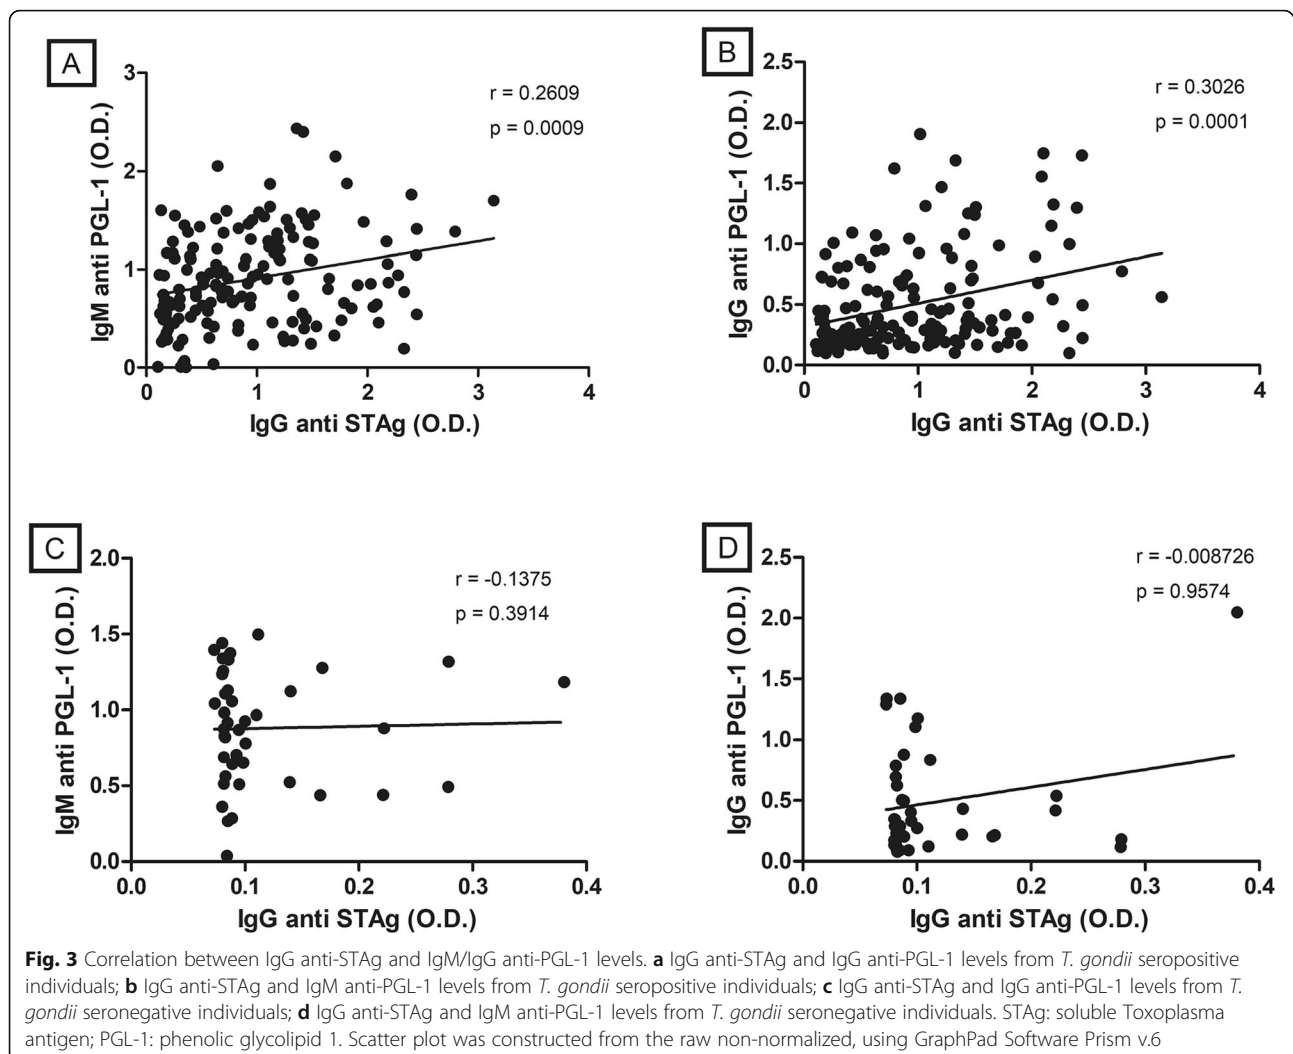 A
r = 0.2609
p = 0.0009
IgM anti PGL-1 (O.D.)
3
2
1
0
0 1 2 3 4
IgG anti STAg (O.D.)
B
r = 0.3026
p = 0.0001
IgG anti PGL-1 (O.D.)
2.5
2.0
1.5
1.0
0.5
0.0
0 1 2 3 4
IgG anti STAg (O.D.)
C
r = -0.1375
p = 0.3914
IgM anti PGL-1 (O.D.)
2.0
1.5
1.0
0.5
0.0
0.0 0.1 0.2 0.3 0.4
IgG anti STAg (O.D.)
D
r = -0.008726
p = 0.9574
IgG anti PGL-1 (O.D.)
2.5
2.0
1.5
1.0
0.5
0.0
0.0 0.1 0.2 0.3 0.4
IgG anti STAg (O.D.)
Fig. 3 Correlation between IgG anti-STAg and IgM/IgG anti-PGL-1 levels. a IgG anti-STAg and IgG anti-PGL-1 levels from T. gondii seropositive
individuals; b IgG anti-STAg and IgM anti-PGL-1 levels from T. gondii seropositive individuals; c IgG anti-STAg and IgG anti-PGL-1 levels from T.
gondii seronegative individuals; d IgG anti-STAg and IgM anti-PGL-1 levels from T. gondii seronegative individuals. STAg: soluble Toxoplasma
antigen; PGL-1: phenolic glycolipid 1. Scatter plot was constructed from the raw non-normalized, using GraphPad Software Prism v.6